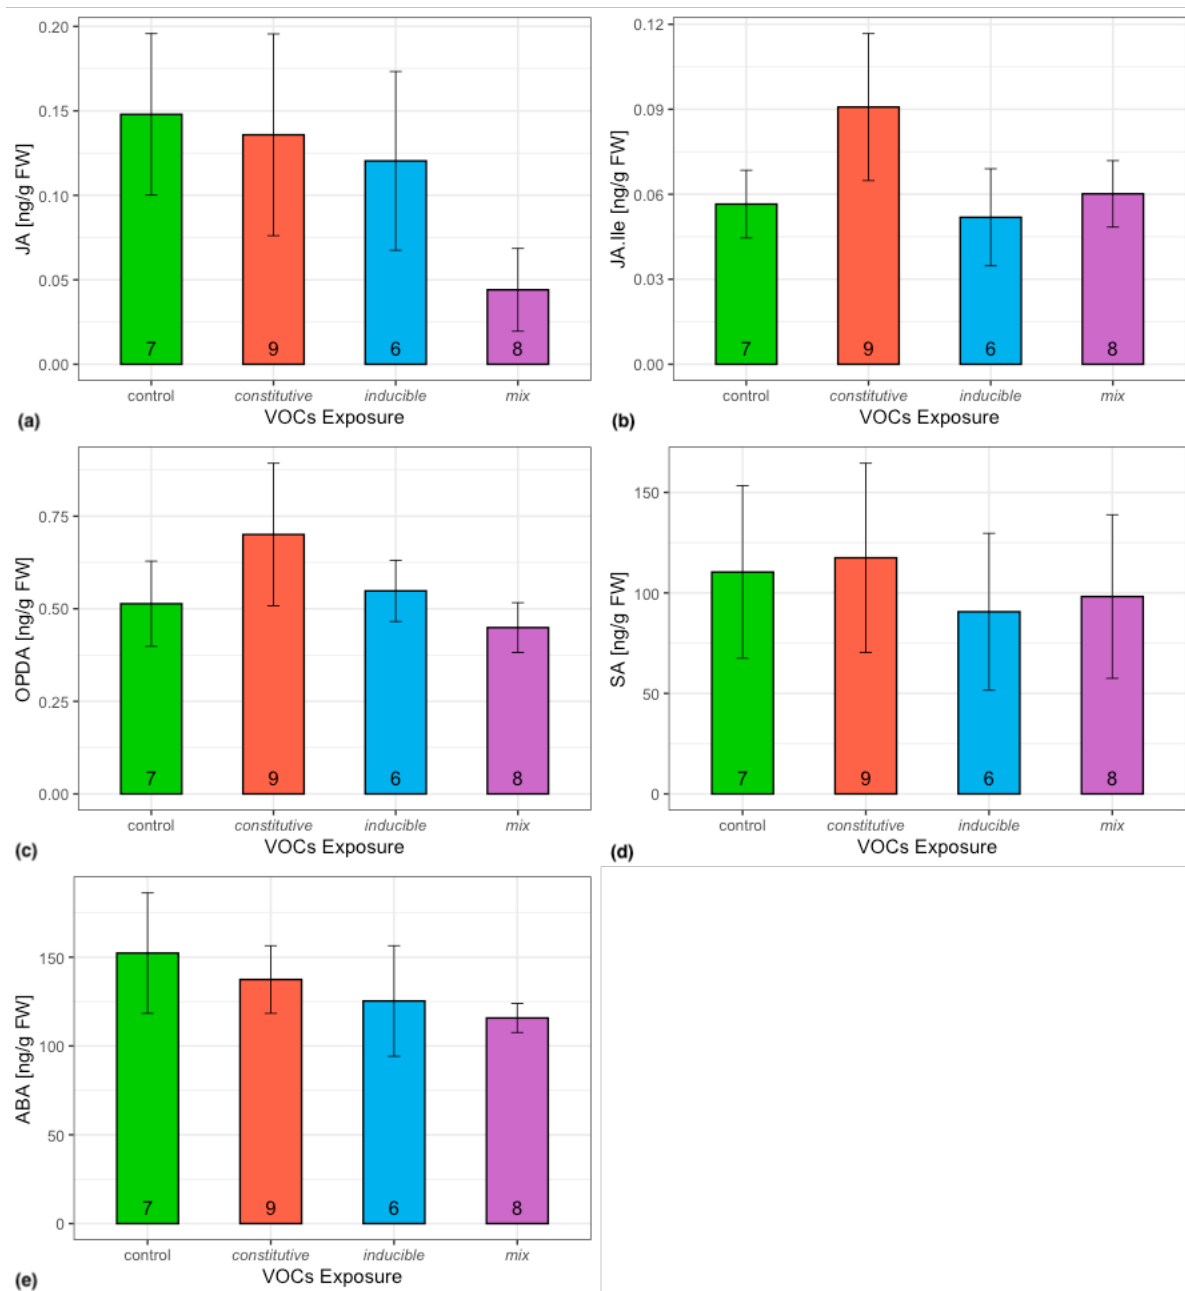 0.20
0.15
0.10
0.05
0.00
JA [ng/g FW]
7 9 6 8
control constitutive inducible mix
VOCs Exposure
(a)
0.12
0.09
0.06
0.03
0.00
JA.Ile [ng/g FW]
7 9 6 8
control constitutive inducible mix
VOCs Exposure
(b)
0.75
0.50
0.25
0.00
OPDA [ng/g FW]
7 9 6 8
control constitutive inducible mix
VOCs Exposure
(c)
150
100
50
0
SA [ng/g FW]
7 9 6 8
control constitutive inducible mix
VOCs Exposure
(d)
150
100
50
0
ABA [ng/g FW]
7 9 6 8
control constitutive inducible mix
VOCs Exposure
(e)